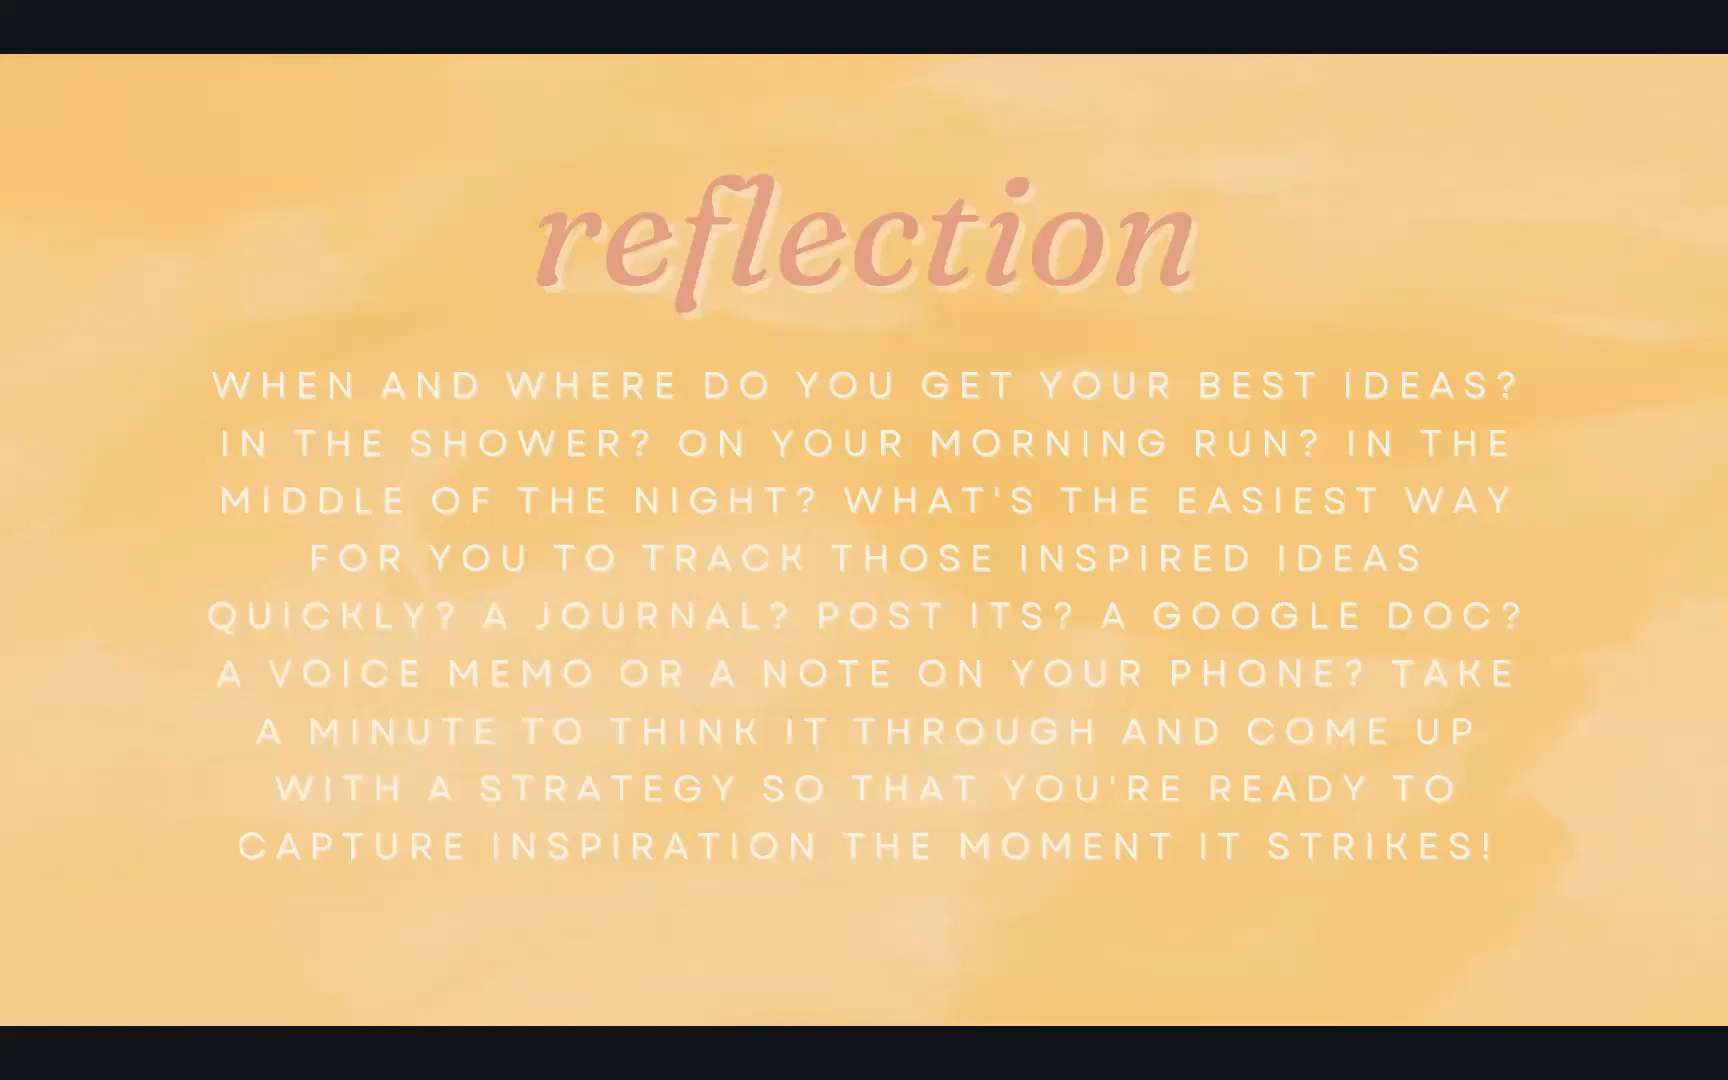 reflection
WHEN AND WHERE DO YOU GET YOUR BEST IDEAS?
IN THE SHOWER? ON YOUR MORNING RUN? IN THE
MIDDLE OF THE NIGHT? WHAT'S THE EASIEST WAY
FOR YOU TO TRACK THOSE INSPIRED IDEAS
QUICKLY? A JOURNAL? POST ITS? A GOOGLE DOC?
A VOICE MEMO OR A NOTE ON YOUR PHONE? TAKE
A MINUTE TO THINK IT THROUGH AND COME UP
WITH A STRATEGY SO THAT YOU'RE READY TO
CAPTURE INSPIRATION THE MOMENT IT STRIKES!